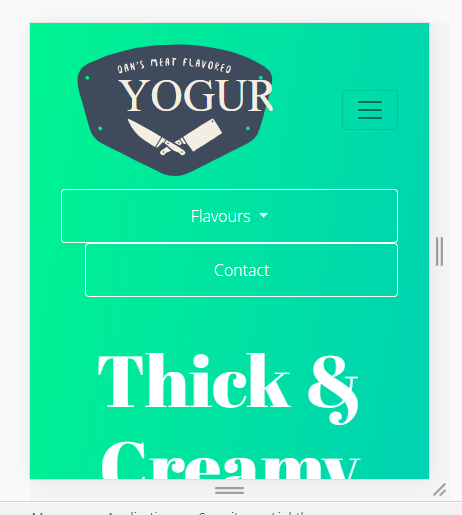 DAN'S MEAT FLAVORED
YOGUR
Flavours
Contact
Thick &
Creamy